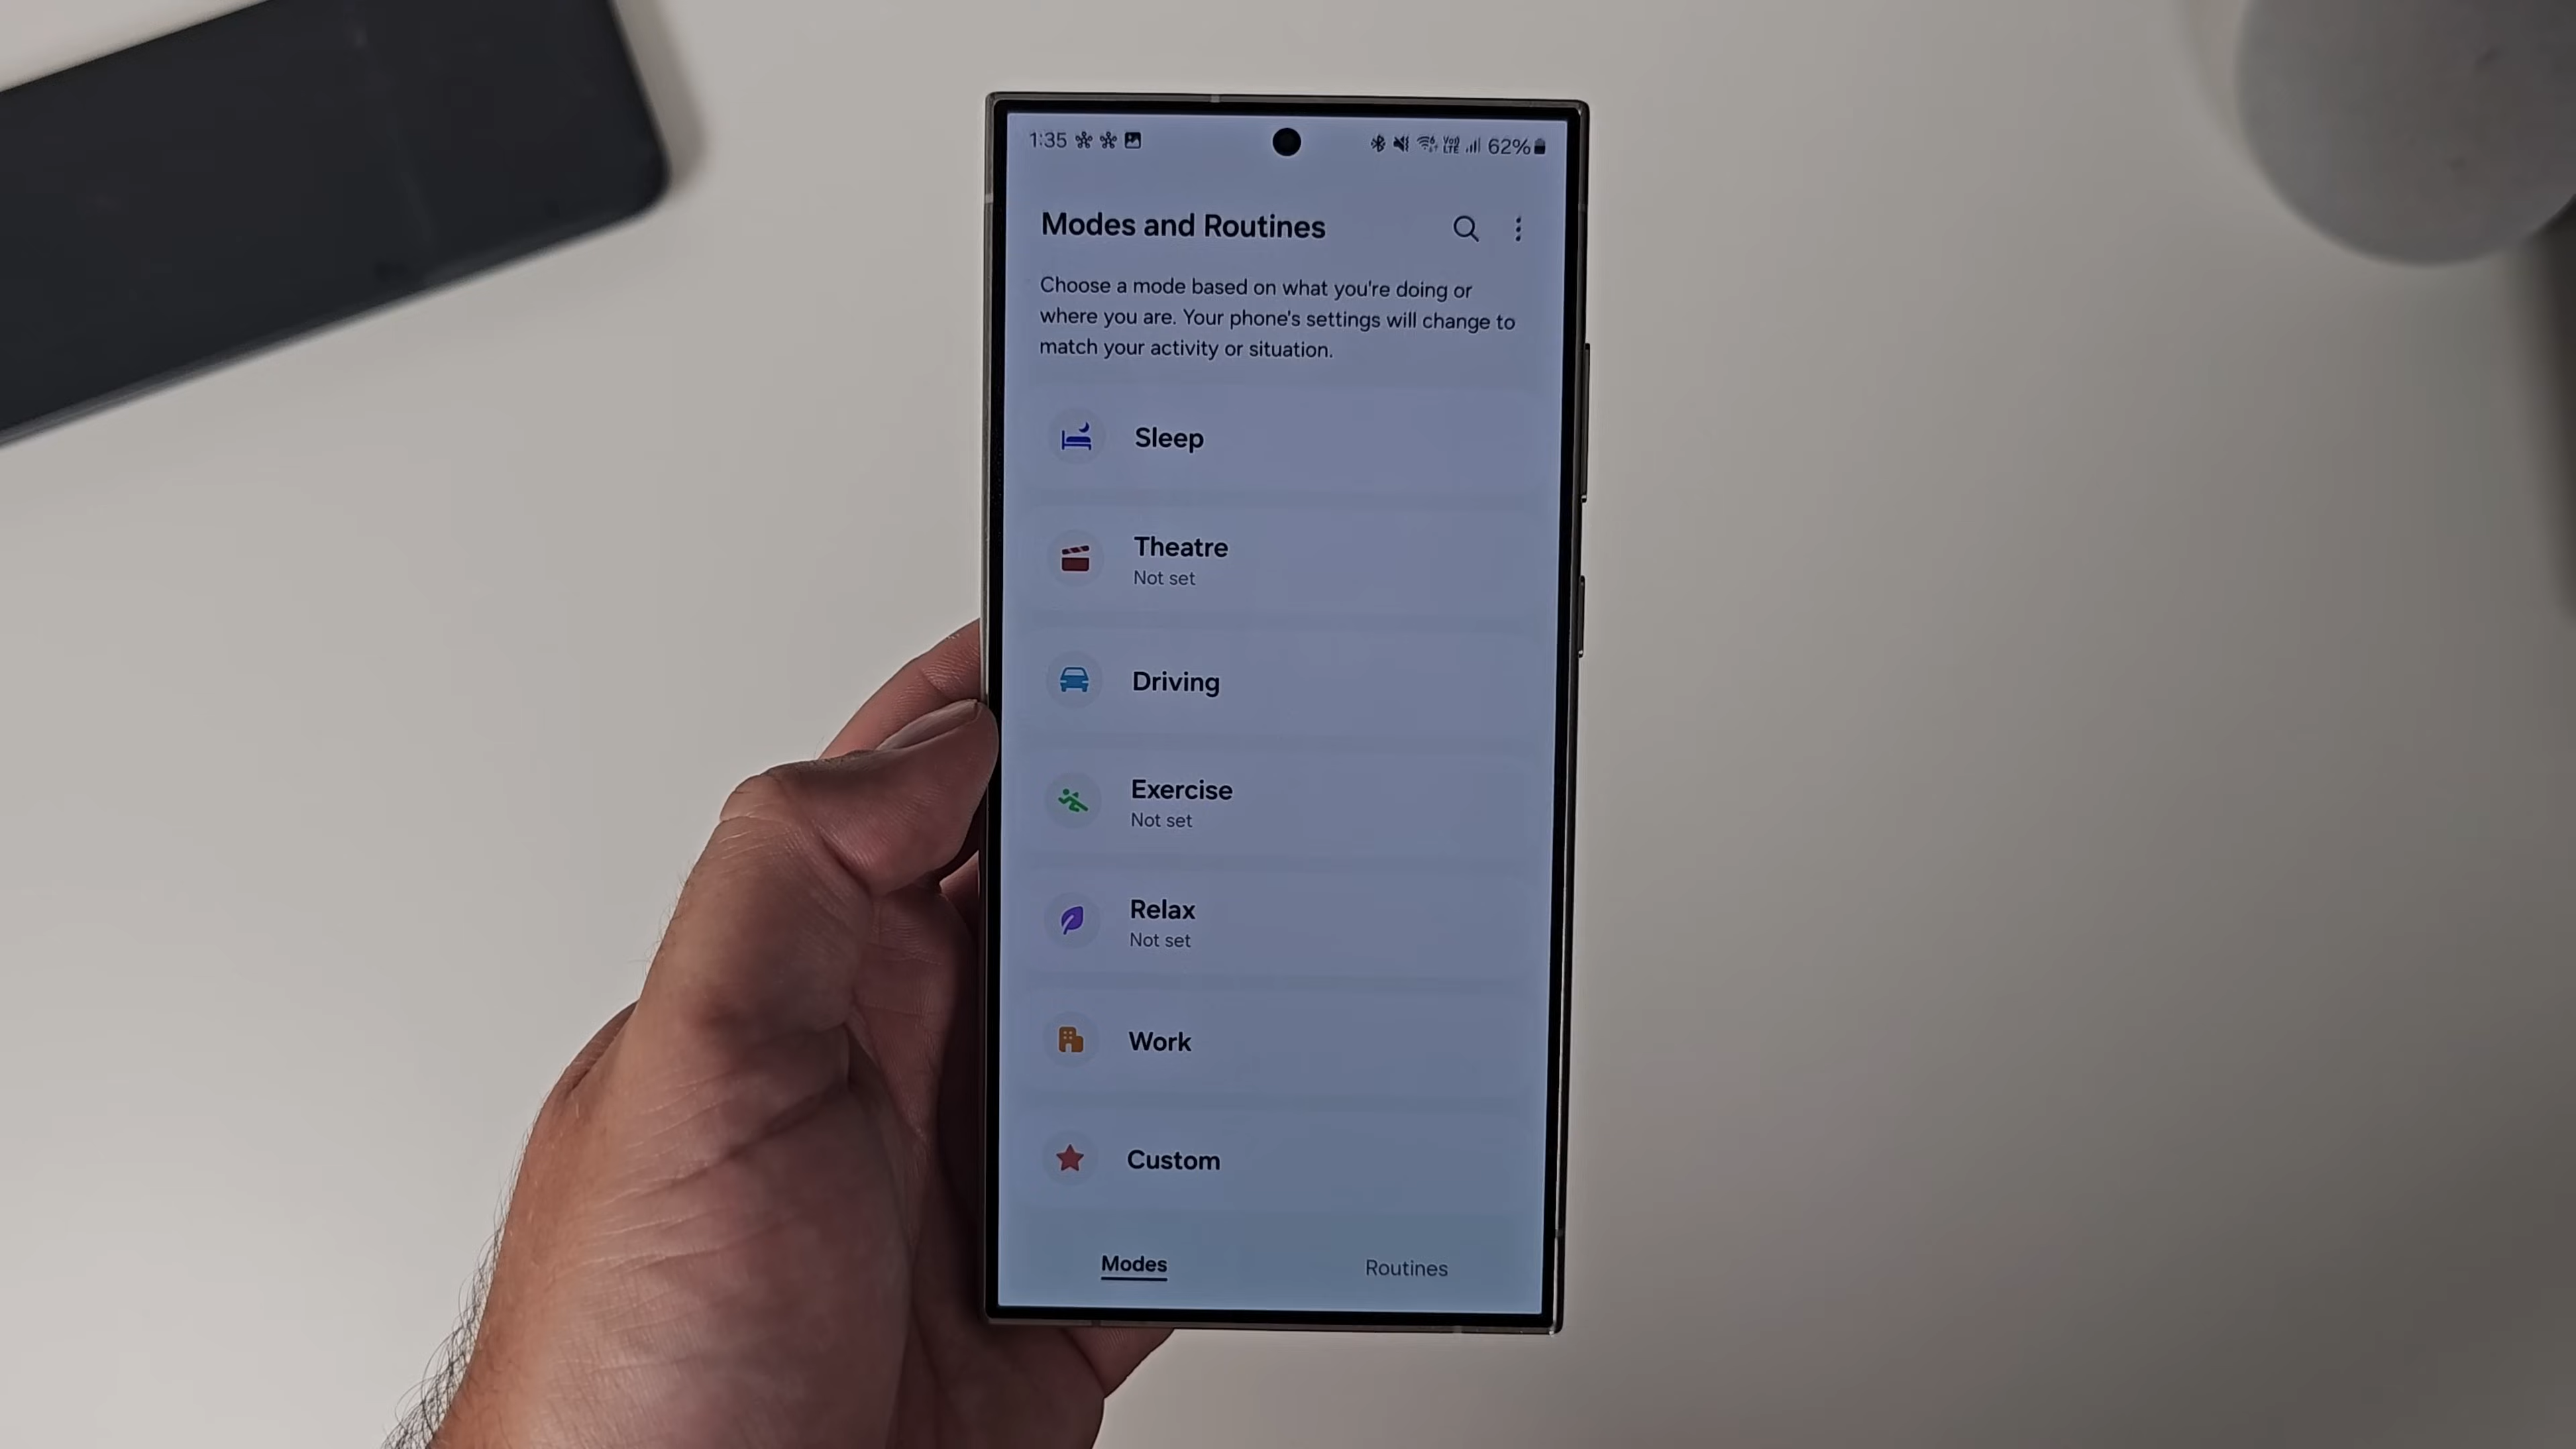 1:35
Vo))
LTE
62%
Modes and Routines
Choose a mode based on what you're doing or
where you are. Your phone's settings will change to
match your activity or situation.
Sleep
Theatre
Not set
Driving
Exercise
Not set
Relax
Not set
Work
Custom
Modes
Routines